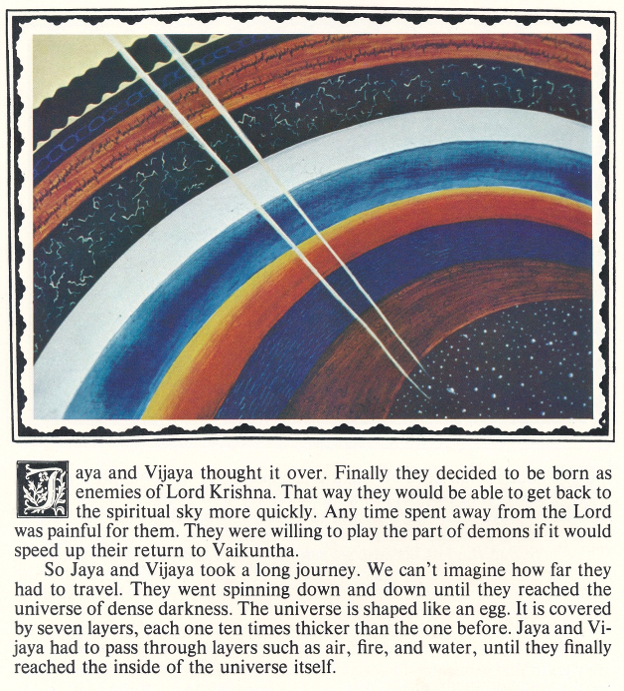 Jaya and Vijaya thought it over. Finally they decided to be born as
enemies of Lord Krishna. That way they would be able to get back to
the spiritual sky more quickly. Any time spent away from the Lord
was painful for them. They were willing to play the part of demons if it would
speed up their return to Vaikuntha.
So Jaya and Vijaya took a long journey. We can't imagine how far they
had to travel. They went spinning down and down until they reached the
universe of dense darkness. The universe is shaped like an egg. It is covered
by seven layers, each one ten times thicker than the one before. Jaya and Vi-
jaya had to pass through layers such as air, fire, and water, until they finally
reached the inside of the universe itself.